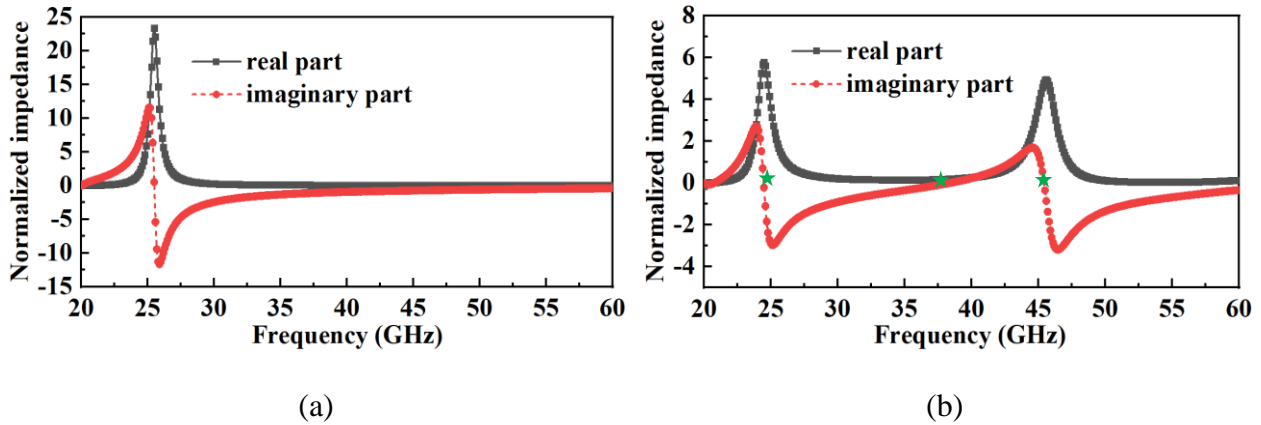 Normalized impedance
25
20
15
10
5
0
-5
-10
-15
real part
imaginary part
20 25 30 35 40 45 50 55 60
Frequency (GHz)
(a)
Normalized impedance
8
6
4
2
0
-2
-4
real part
imaginary part
20 25 30 35 40 45 50 55 60
Frequency (GHz)
(b)